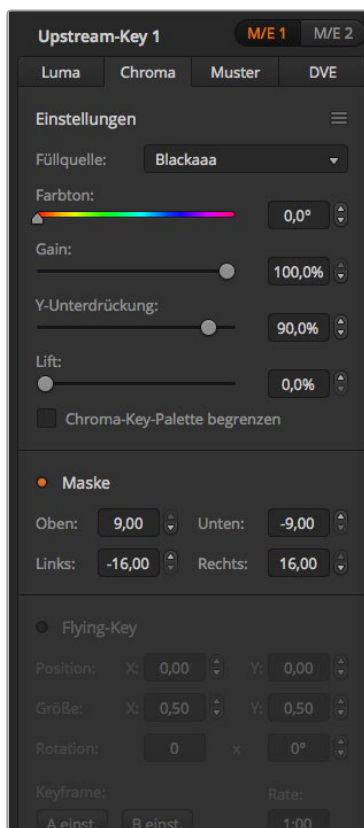 Upstream-Key 1 M/E 1 M/E 2
Luma Chroma Muster DVE
Einstellungen
Füllquelle: Blackaaa
Farbton:
0,0°
Gain:
100,0%
Y-Unterdrückung:
90,0%
Lift:
0,0%
Chroma-Key-Palette begrenzen
Maske
Oben: 9,00 Unten: -9,00
Links: -16,00 Rechts: 16,00
Flying-Key
Position: X: 0,00 Y: 0,00
Größe: X: 0,50 Y: 0,50
Rotation: 0 x 0°
Keyframe: Rate:
A einst. B einst. 1:00